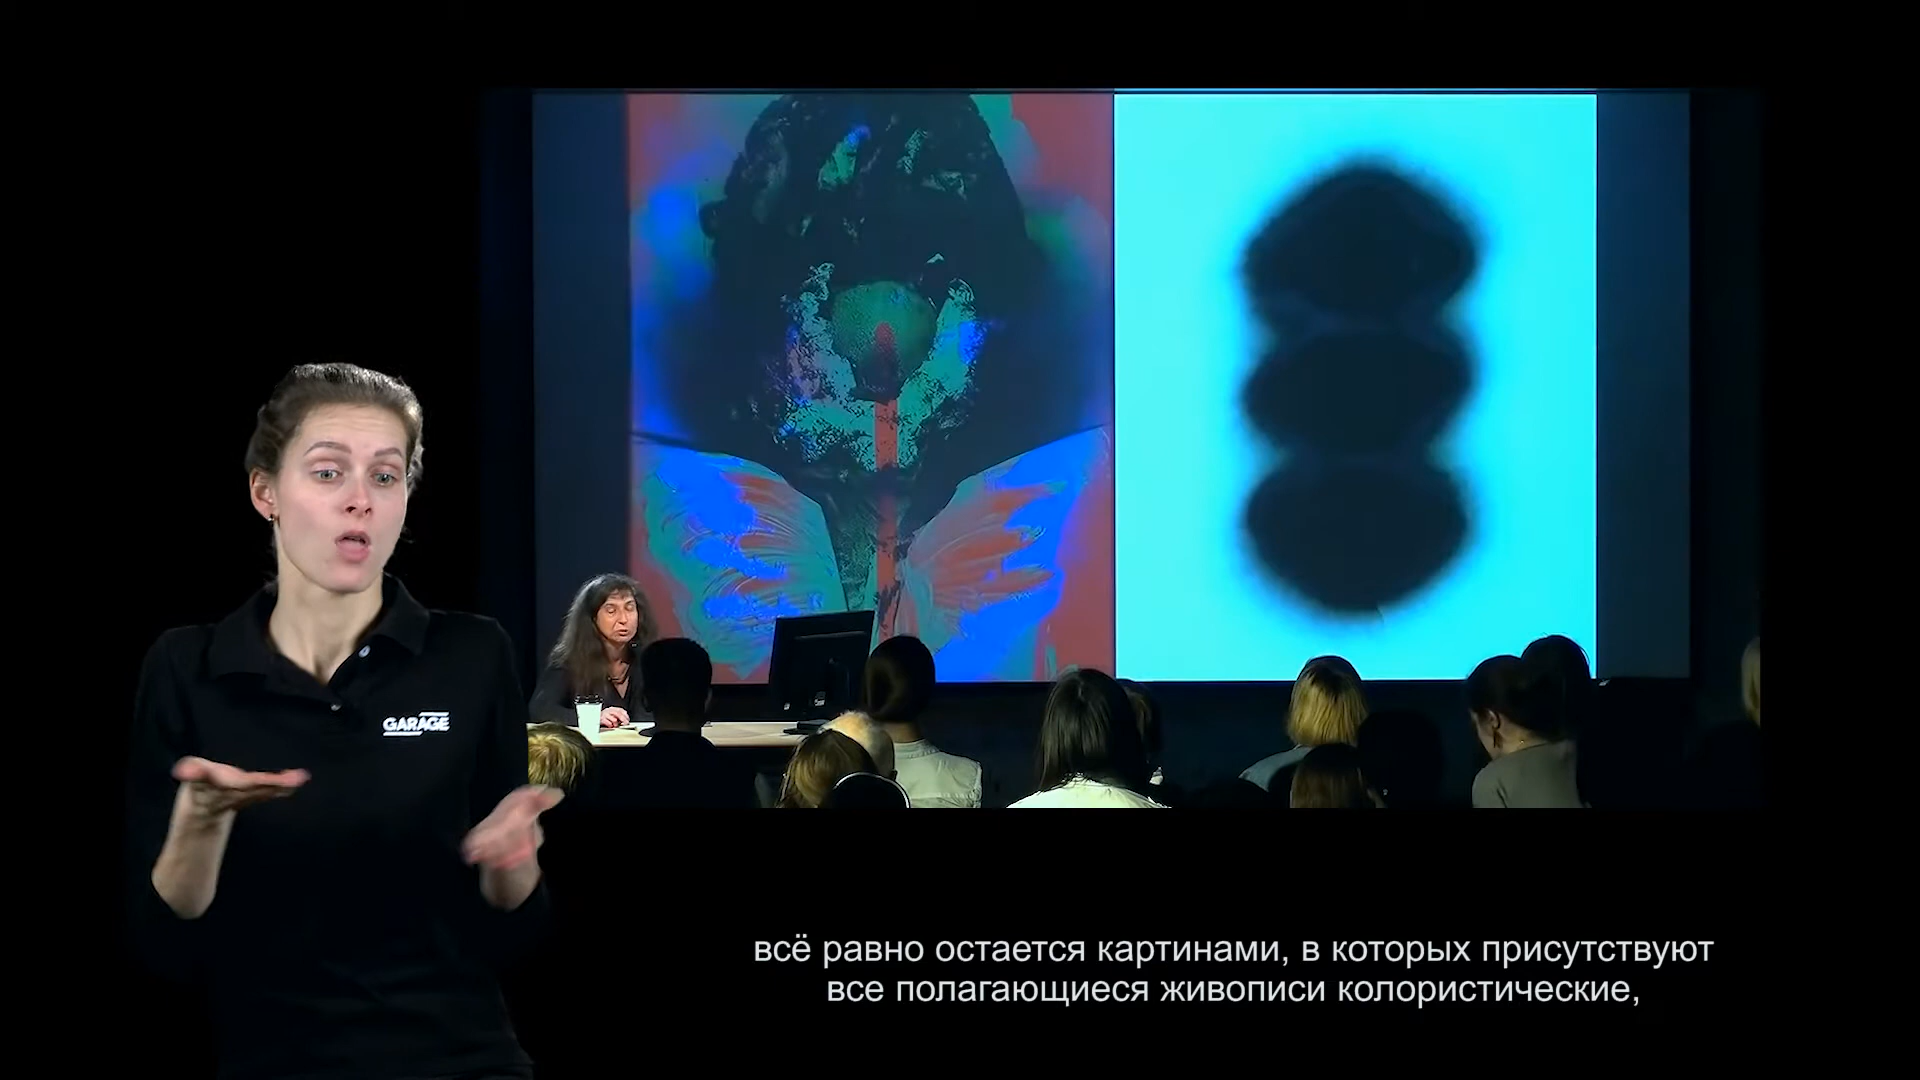 GARAGE
всё равно остается картинами, в которых присутствуют
все полагающиеся живописи колористические,